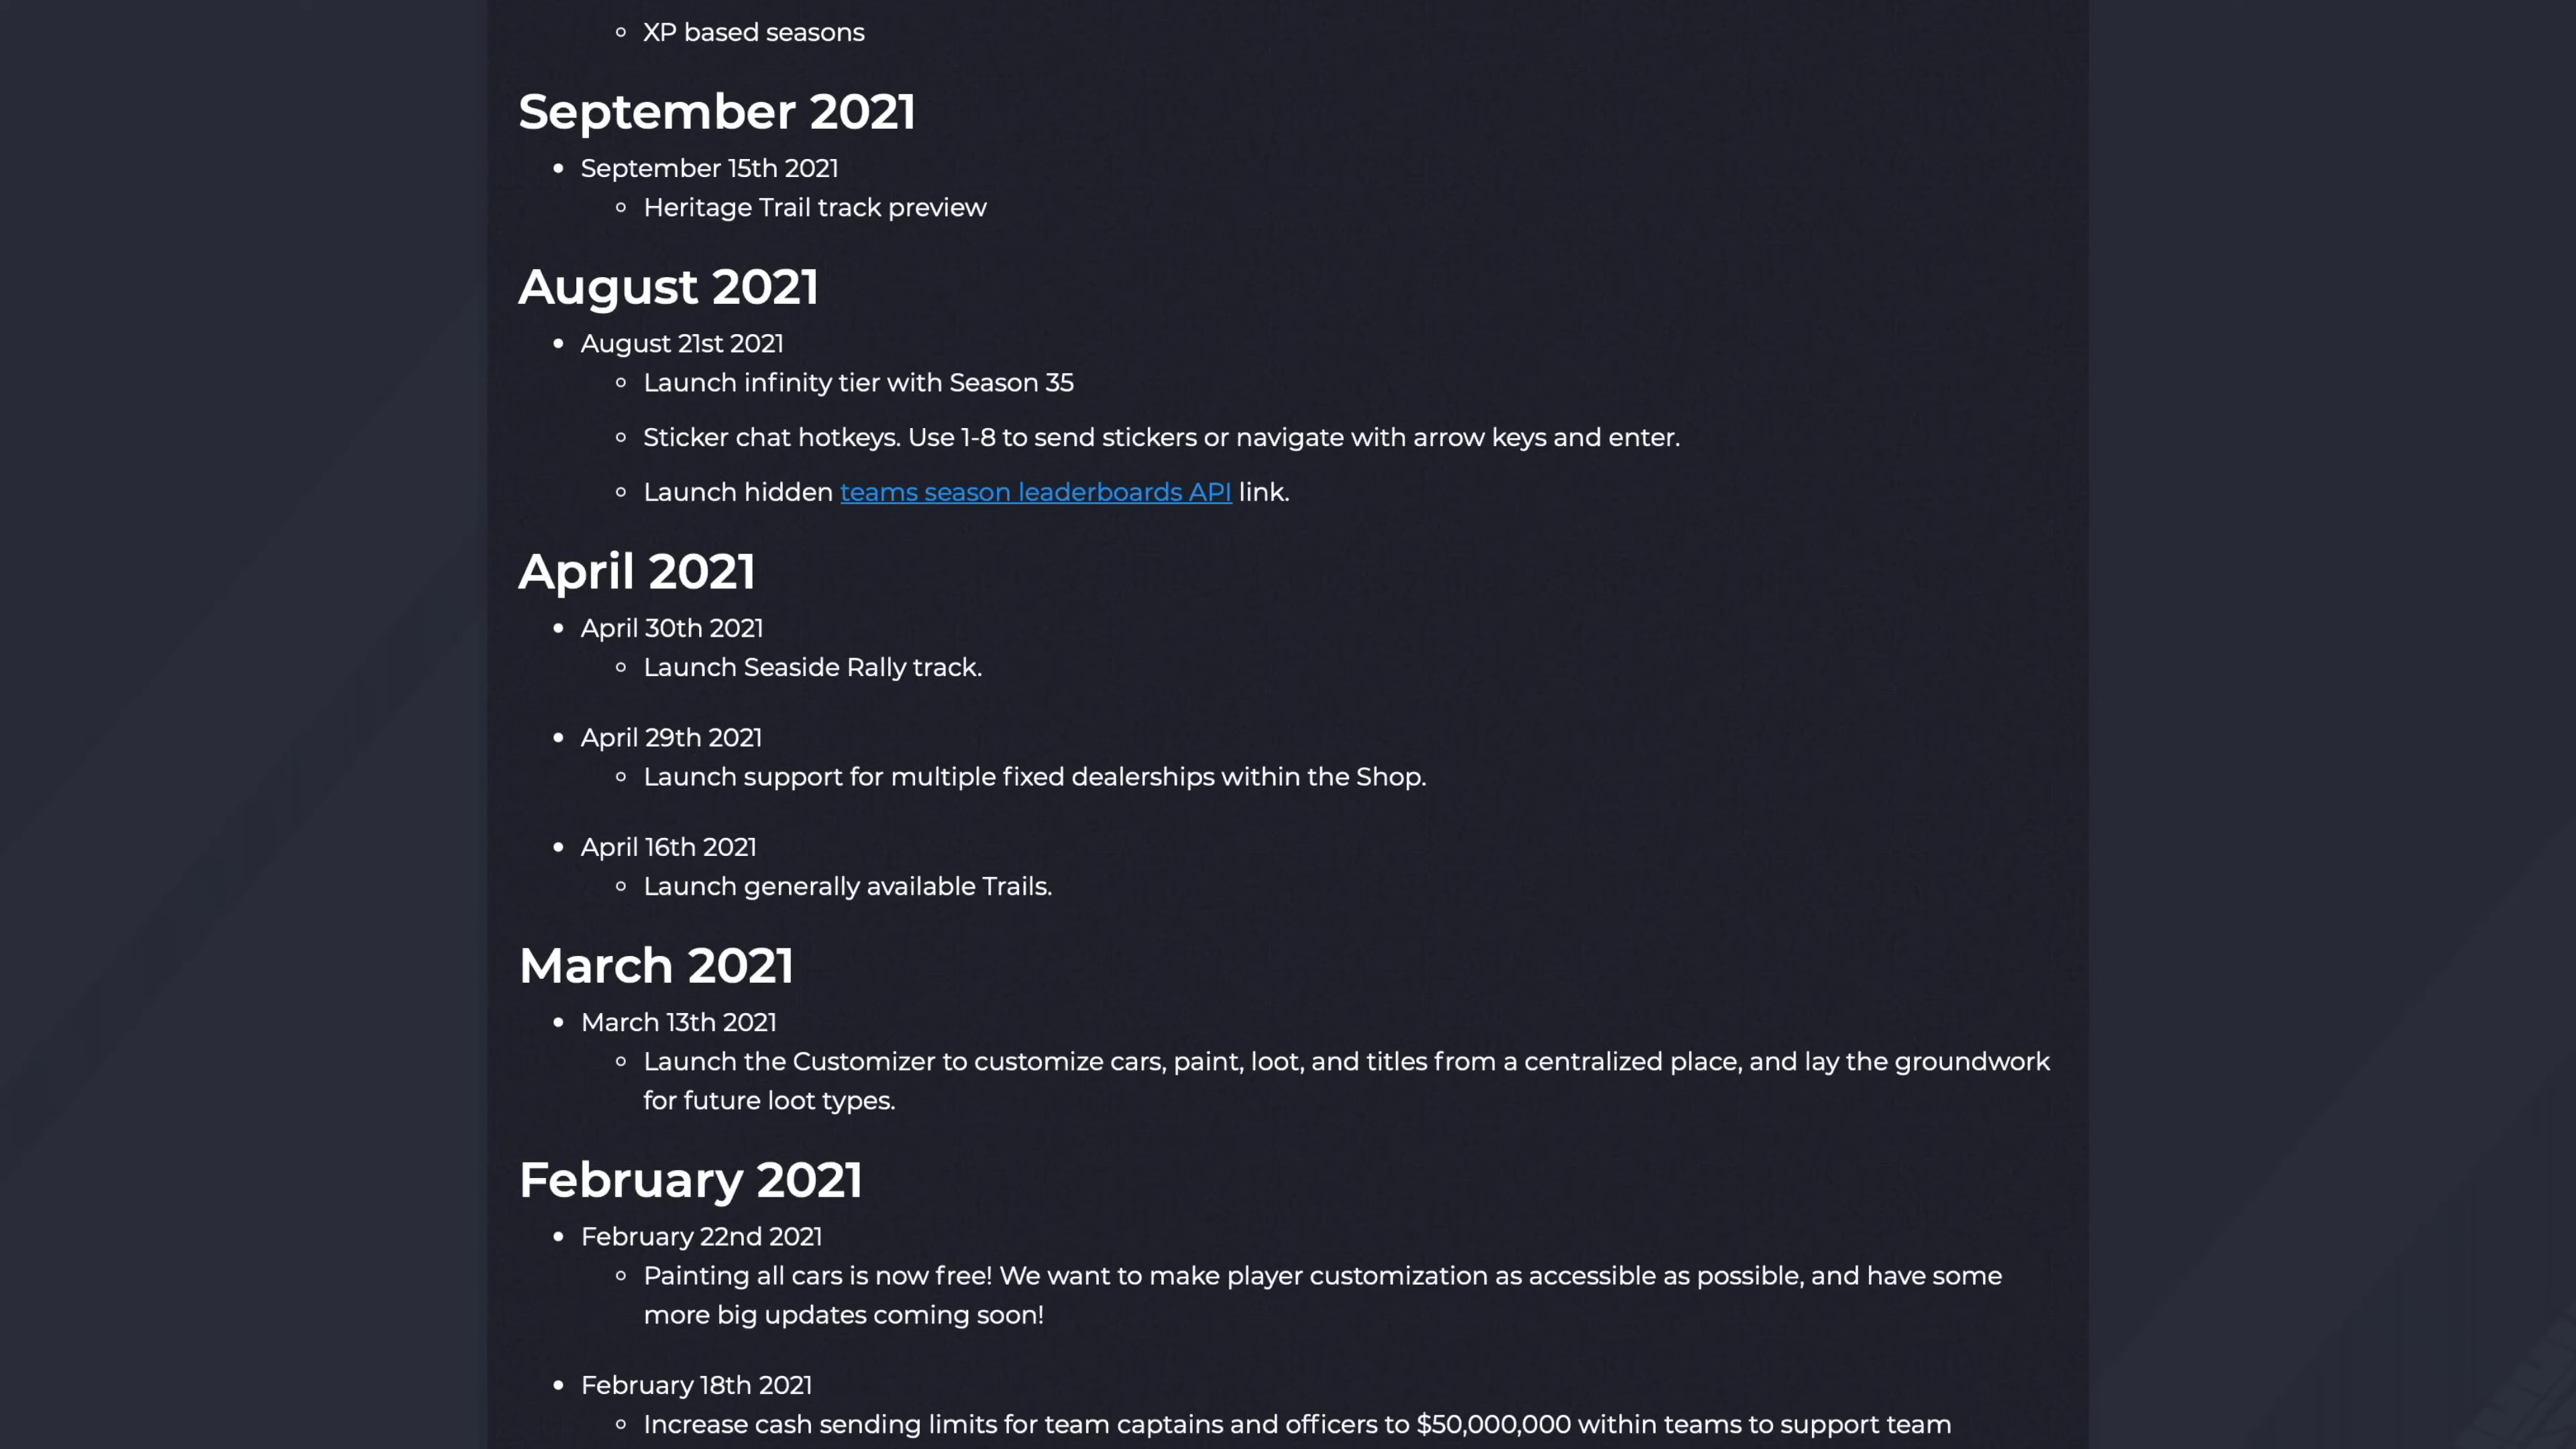 XP based seasons
September 2021
September 15th 2021
Heritage Trail track preview
August 2021
August 21st 2021
Launch infinity tier with Season 35
Sticker chat hotkeys. Use 1-8 to send stickers or navigate with arrow keys and enter.
Launch hidden teams season leaderboards API link.
April 2021
April 30th 2021
Launch Seaside Rally track.
April 29th 2021
Launch support for multiple fixed dealerships within the Shop.
April 16th 2021
Launch generally available Trails.
March 2021
March 13th 2021
Launch the Customizer to customize cars, paint, loot, and titles from a centralized place, and lay the groundwork
for future loot types.
February 2021
February 22nd 2021
Painting all cars is now free! We want to make player customization as accessible as possible, and have some
more big updates coming soon!
February 18th 2021
Increase cash sending limits for team captains and officers to $50,000,000 within teams to support team